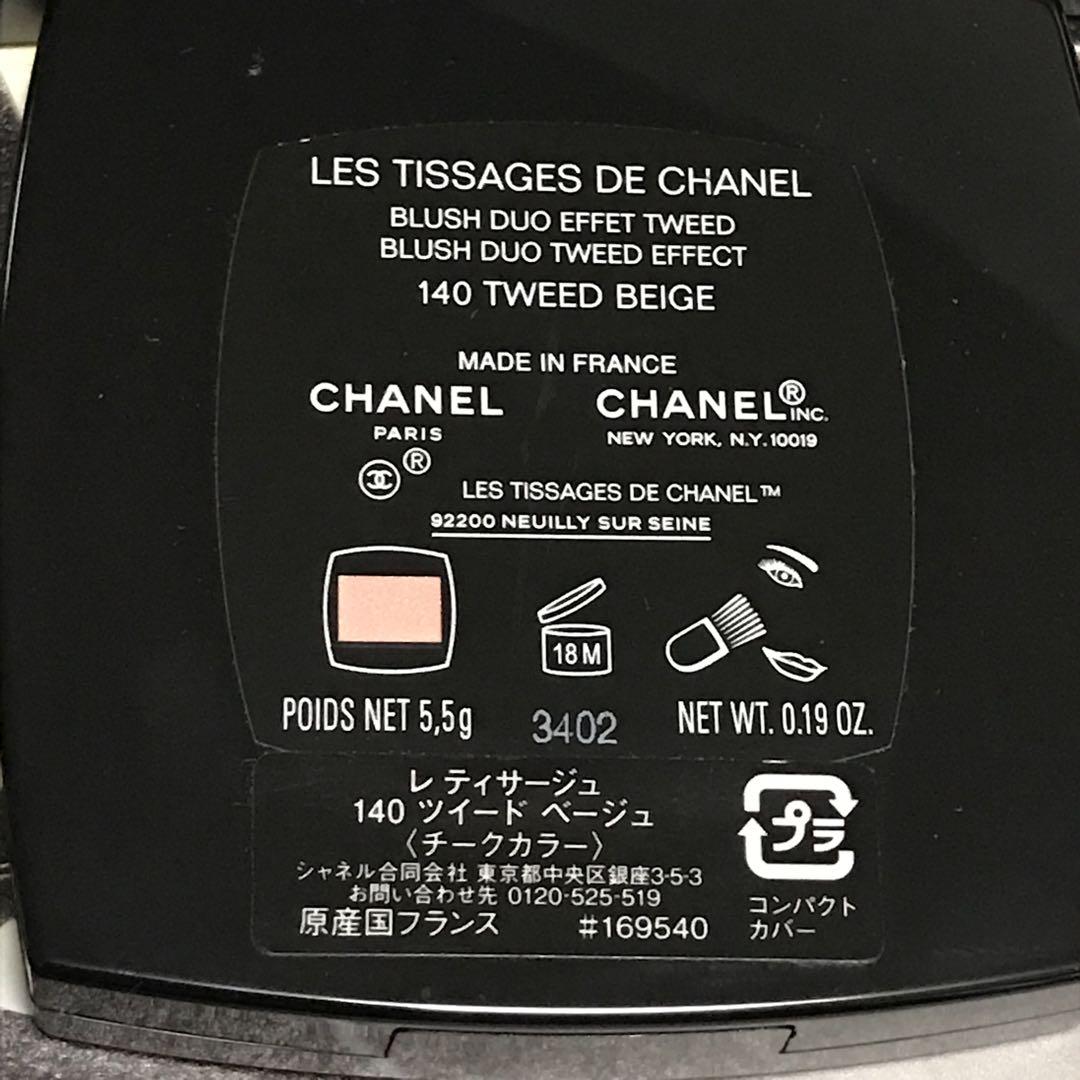 LES TISSAGES DE CHANEL
BLUSH DUO EFFET TWEED
BLUSH DUO TWEED EFFECT
140 TWEED BEIGE
MADE IN FRANCE
CHANEL
PARIS
CHANEL® INC.
NEW YORK, N.Y. 10019
®
LES TISSAGES DE CHANEL™
92200 NEUILLY SUR SEINE
18 M
POIDS NET 5,5g
3402
NET WT. 0.19 OZ.
レ ティサージュ
140 ツイード ベージュ
〈チークカラー〉
シャネル合同会社 東京都中央区銀座3-5-3
お問い合わせ先 0120-525-519
原産国フランス #169540
プラ
コンパクト
カバー